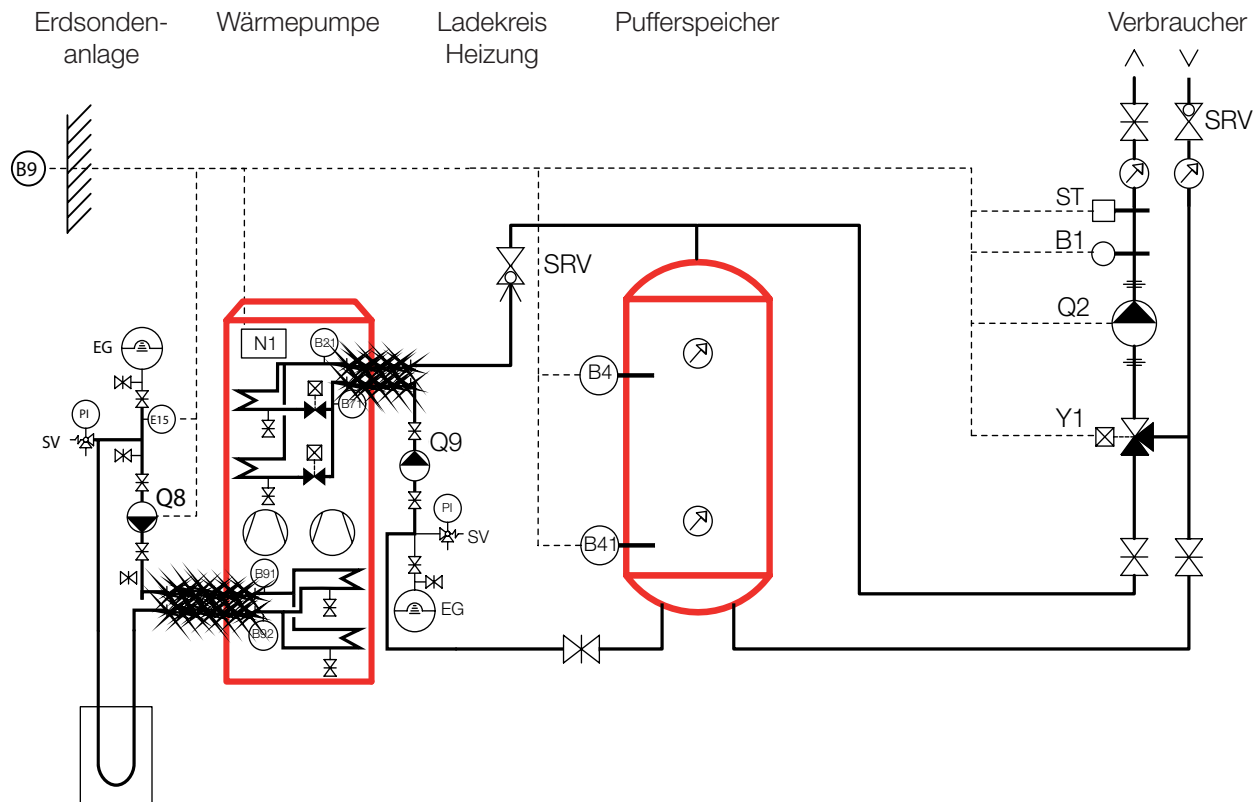 Erdsonden-
anlage
Wärmepumpe
Ladekreis
Heizung
Pufferspeicher
Verbraucher
SRV
B9
ST
B1
SRV
Q2
N1
B21
EG
B4
B71
PI
E15
SV
Y1
Q9
Q8
PI
SV
B41
B91
EG
B92